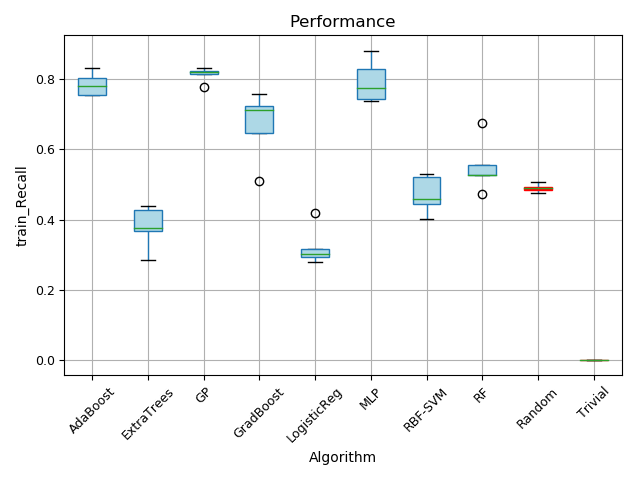 Performance
train_Recall
0.8
0.6
0.4
0.2
0.0
AdaBoost
ExtraTrees
GP
GradBoost
LogisticReg
MLP
RBF-SVM
RF
Random
Trivial
Algorithm